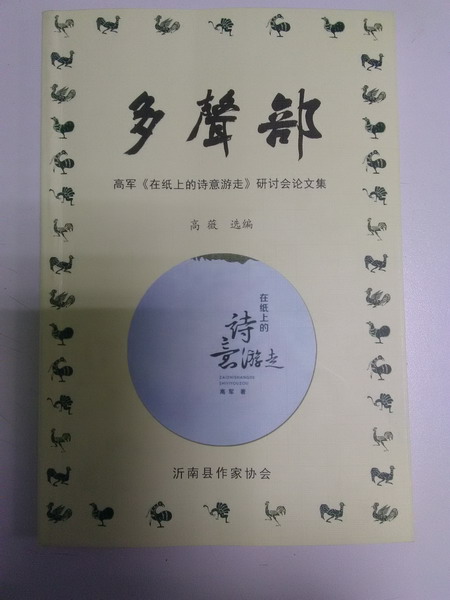 多聲部
高军《在纸上的诗意游走》研讨会论文集
高薇 选编
在纸上的
诗意游走
ZAIZHISHANGDE
SHIYIYOUZOU
高军 著
沂南县作家协会